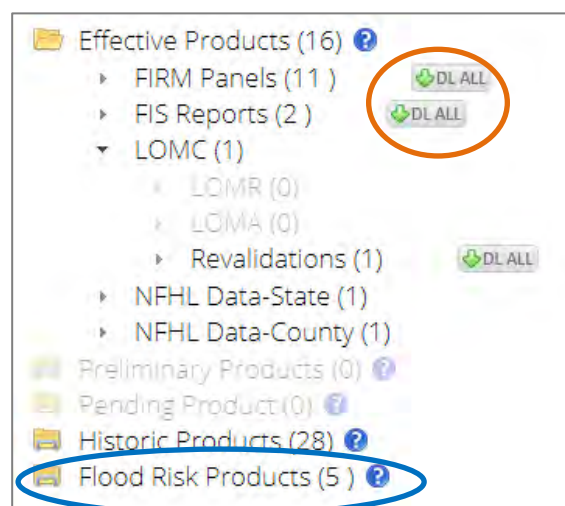 Effective Products (16) ?
FIRM Panels (11 ) DL ALL
FIS Reports (2 ) DL ALL
LOMC (1)
LOMR (0)
LOMA (0)
Revalidations (1) DL ALL
NFHL Data-State (1)
NFHL Data-County (1)
Preliminary Products (0) ?
Pending Product (0) ?
Historic Products (28) ?
Flood Risk Products (5 ) ?